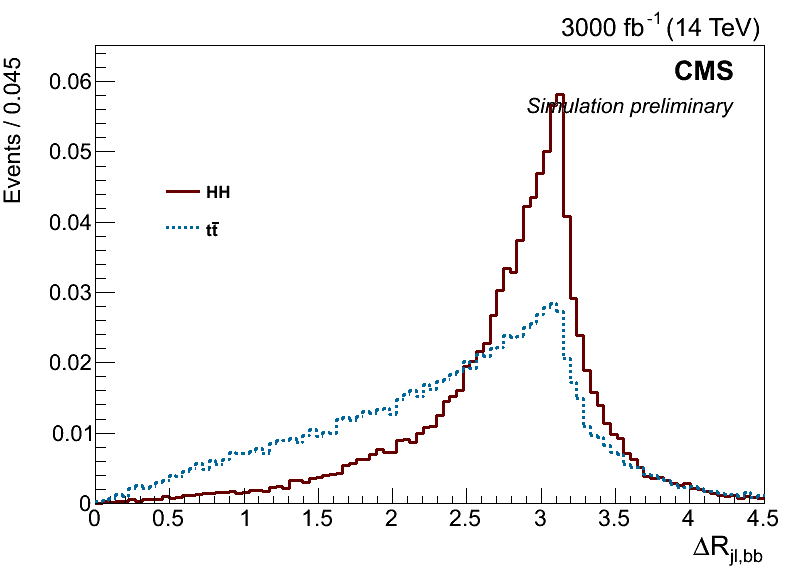 3000 fb⁻¹ (14 TeV)
CMS
Simulation preliminary
Events / 0.045
0.06
0.05
0.04
0.03
0.02
0.01
0
HH
tt̄
0 0.5 1 1.5 2 2.5 3 3.5 4 4.5
ΔR_jl,bb